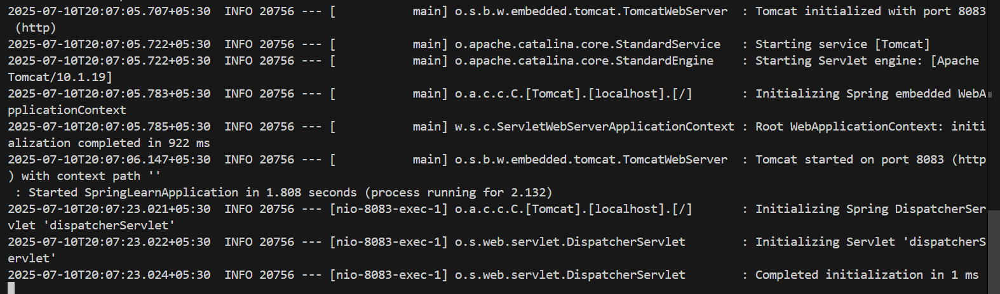 2025-07-10T20:07:05.707+05:30  INFO 20756 --- [           main] o.s.b.w.embedded.tomcat.TomcatWebServer  : Tomcat initialized with port 8083
 (http)
2025-07-10T20:07:05.722+05:30  INFO 20756 --- [           main] o.apache.catalina.core.StandardService   : Starting service [Tomcat]
2025-07-10T20:07:05.722+05:30  INFO 20756 --- [           main] o.apache.catalina.core.StandardEngine    : Starting Servlet engine: [Apache
Tomcat/10.1.19]
2025-07-10T20:07:05.783+05:30  INFO 20756 --- [           main] o.a.c.c.C.[Tomcat].[localhost].[/]       : Initializing Spring embedded WebA
pplicationContext
2025-07-10T20:07:05.785+05:30  INFO 20756 --- [           main] w.s.c.ServletWebServerApplicationContext : Root WebApplicationContext: initi
alization completed in 922 ms
2025-07-10T20:07:06.147+05:30  INFO 20756 --- [           main] o.s.b.w.embedded.tomcat.TomcatWebServer  : Tomcat started on port 8083 (http
) with context path ''
 : Started SpringLearnApplication in 1.808 seconds (process running for 2.132)
2025-07-10T20:07:23.021+05:30  INFO 20756 --- [nio-8083-exec-1] o.a.c.c.C.[Tomcat].[localhost].[/]       : Initializing Spring DispatcherSer
vlet 'dispatcherServlet'
2025-07-10T20:07:23.022+05:30  INFO 20756 --- [nio-8083-exec-1] o.s.web.servlet.DispatcherServlet        : Initializing Servlet 'dispatcherS
ervlet'
2025-07-10T20:07:23.024+05:30  INFO 20756 --- [nio-8083-exec-1] o.s.web.servlet.DispatcherServlet        : Completed initialization in 1 ms